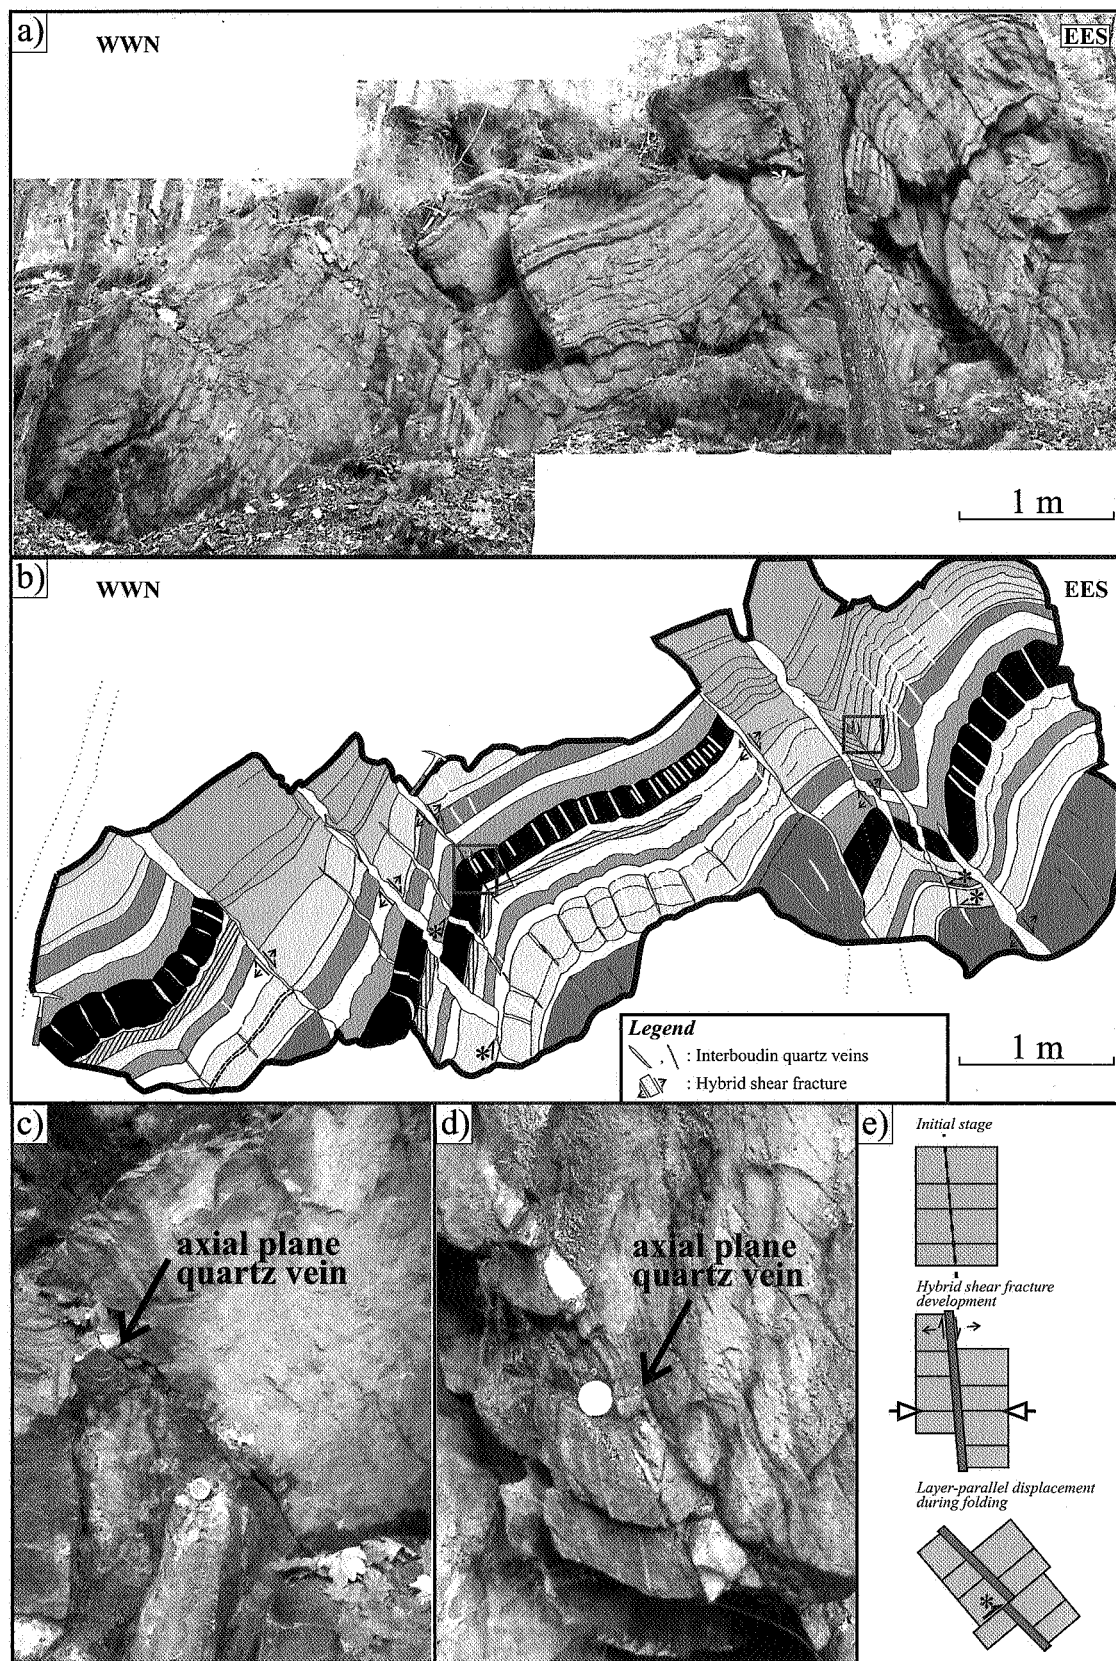 a)
WWN
EES
1 m
b)
WWN
EES
Legend
: Interboudin quartz veins
: Hybrid shear fracture
1 m
c)
axial plane
quartz vein
d)
axial plane
quartz vein
e)
Initial stage
Hybrid shear fracture
development
Layer-parallel displacement
during folding